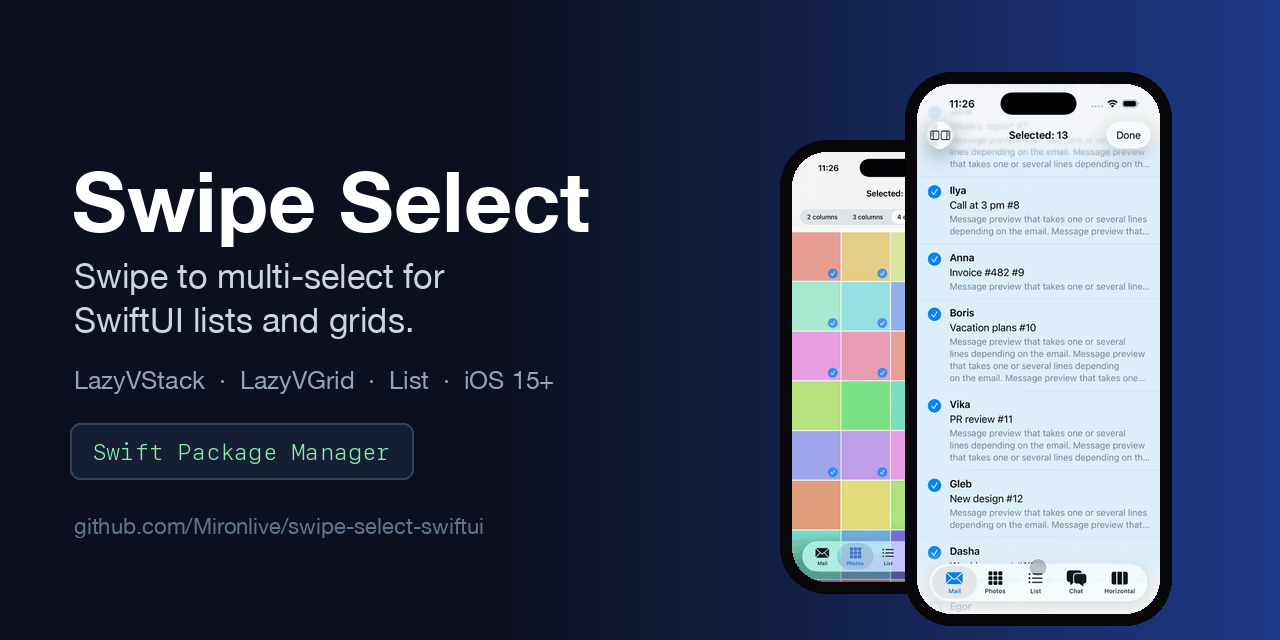 Swipe Select
Swipe to multi-select for
SwiftUI lists and grids.
LazyVStack · LazyVGrid · List · iOS 15+
Swift Package Manager
github.com/Mironlive/swipe-select-swiftui
11:26
Selected:
2 columns 3 columns 4
Mail Photos List
11:26
Selected: 13
Done
lines depending on the email. Message preview
that takes one or several lines depending on th...
Ilya
Call at 3 pm #8
Message preview that takes one or several lines
depending on the email. Message preview that...
Anna
Invoice #482 #9
Message preview that takes one or several line...
Boris
Vacation plans #10
Message preview that takes one or several
lines depending on the email. Message preview
that takes one or several lines depending
on the email. Message preview that takes one...
Vika
PR review #11
Message preview that takes one or several
lines depending on the email. Message preview
that takes one or several lines depending on th...
Gleb
New design #12
Message preview that takes one or several lines
depending on the email. Message preview that...
Dasha
Mail Photos List Chat Horizontal
Egor